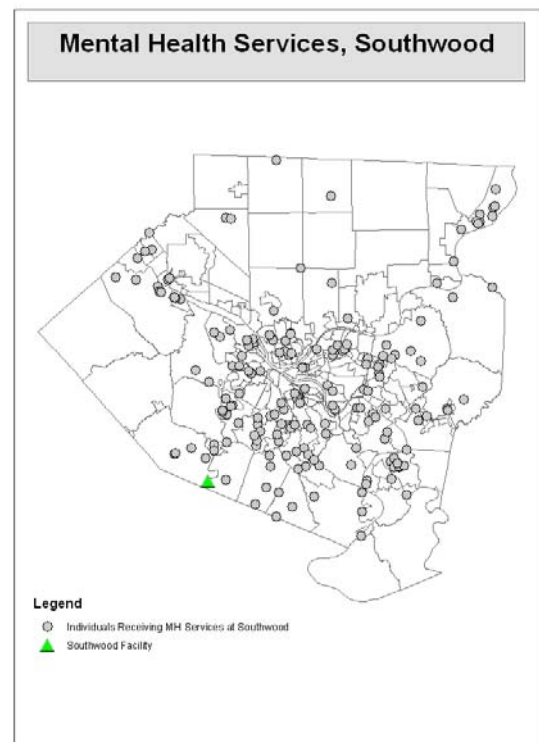 Mental Health Services, Southwood
Legend
Individuals Receiving MH Services at Southwood
Southwood Facility